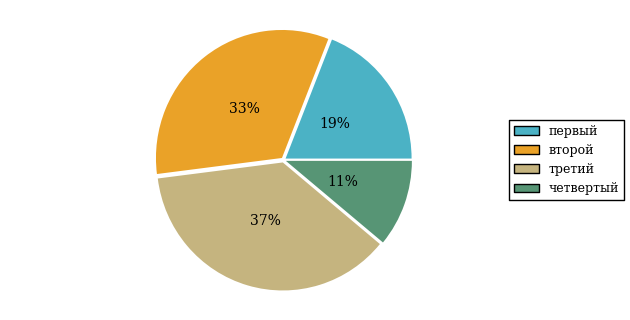 33%
19%
11%
37%
первый
второй
третий
четвертый